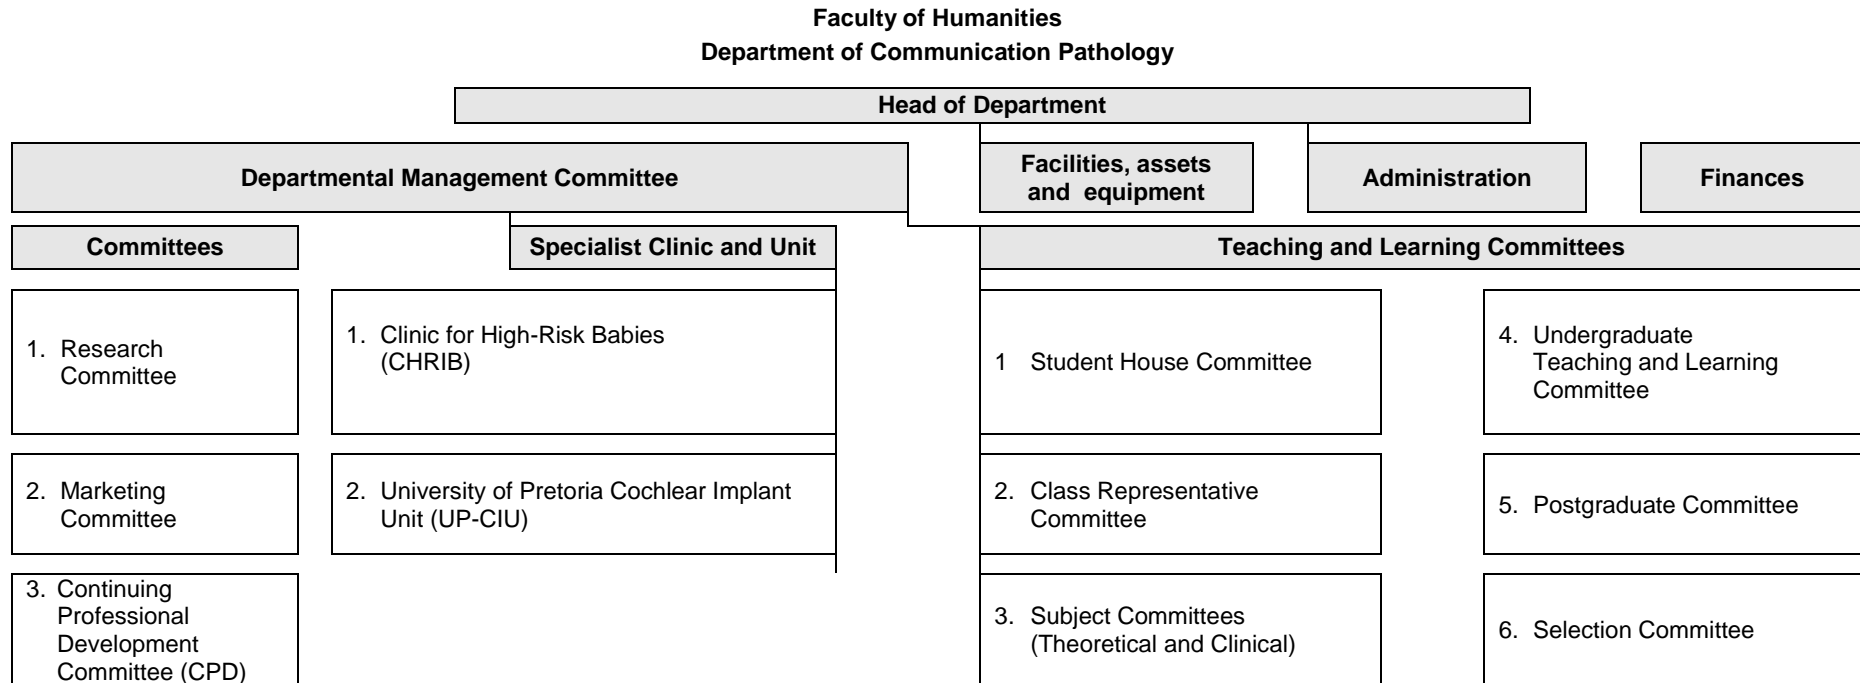 Faculty of Humanities
Department of Communication Pathology
Head of Department
Departmental Management Committee
Facilities, assets
and equipment
Administration
Finances
Committees
Specialist Clinic and Unit
Teaching and Learning Committees
1. Research
Committee
1. Clinic for High-Risk Babies
(CHRIB)
1 Student House Committee
4. Undergraduate
Teaching and Learning
Committee
2. Marketing
Committee
2. University of Pretoria Cochlear Implant
Unit (UP-CIU)
2. Class Representative
Committee
5. Postgraduate Committee
3. Continuing
Professional
Development
Committee (CPD)
3. Subject Committees
(Theoretical and Clinical)
6. Selection Committee